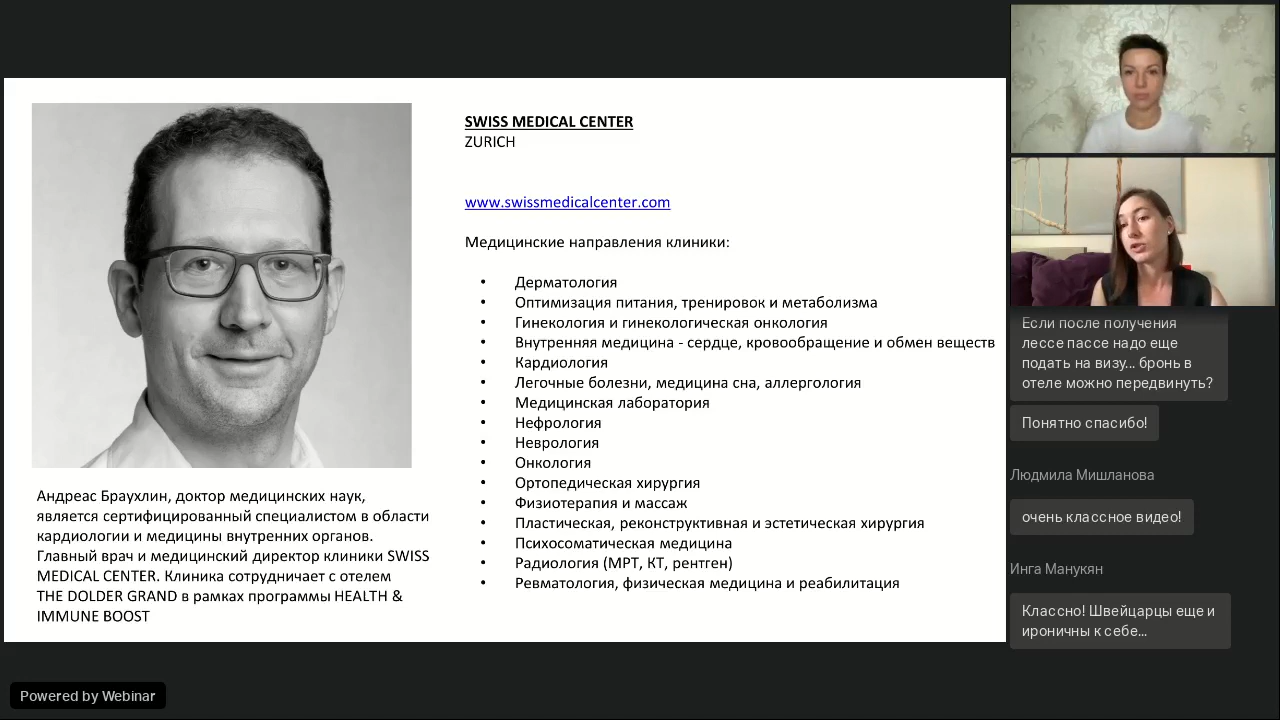 SWISS MEDICAL CENTER
ZURICH
www.swissmedicalcenter.com
Медицинские направления клиники:
• Дерматология
• Оптимизация питания, тренировок и метаболизма
• Гинекология и гинекологическая онкология
• Внутренняя медицина - сердце, кровообращение и обмен веществ
• Кардиология
• Легочные болезни, медицина сна, аллергология
• Медицинская лаборатория
• Нефрология
• Неврология
• Онкология
• Ортопедическая хирургия
• Физиотерапия и массаж
• Пластическая, реконструктивная и эстетическая хирургия
• Психосоматическая медицина
• Радиология (МРТ, КТ, рентген)
• Ревматология, физическая медицина и реабилитация
Андреас Браухлин, доктор медицинских наук,
является сертифицированный специалистом в области
кардиологии и медицины внутренних органов.
Главный врач и медицинский директор клиники SWISS
MEDICAL CENTER. Клиника сотрудничает с отелем
THE DOLDER GRAND в рамках программы HEALTH &
IMMUNE BOOST
Если после получения
лессе пассе надо еще
подать на визу... бронь в
отеле можно передвинуть?
Понятно спасибо!
Людмила Мишланова
очень классное видео!
Инга Манукян
Классно! Швейцарцы еще и
ироничны к себе...
Powered by Webinar